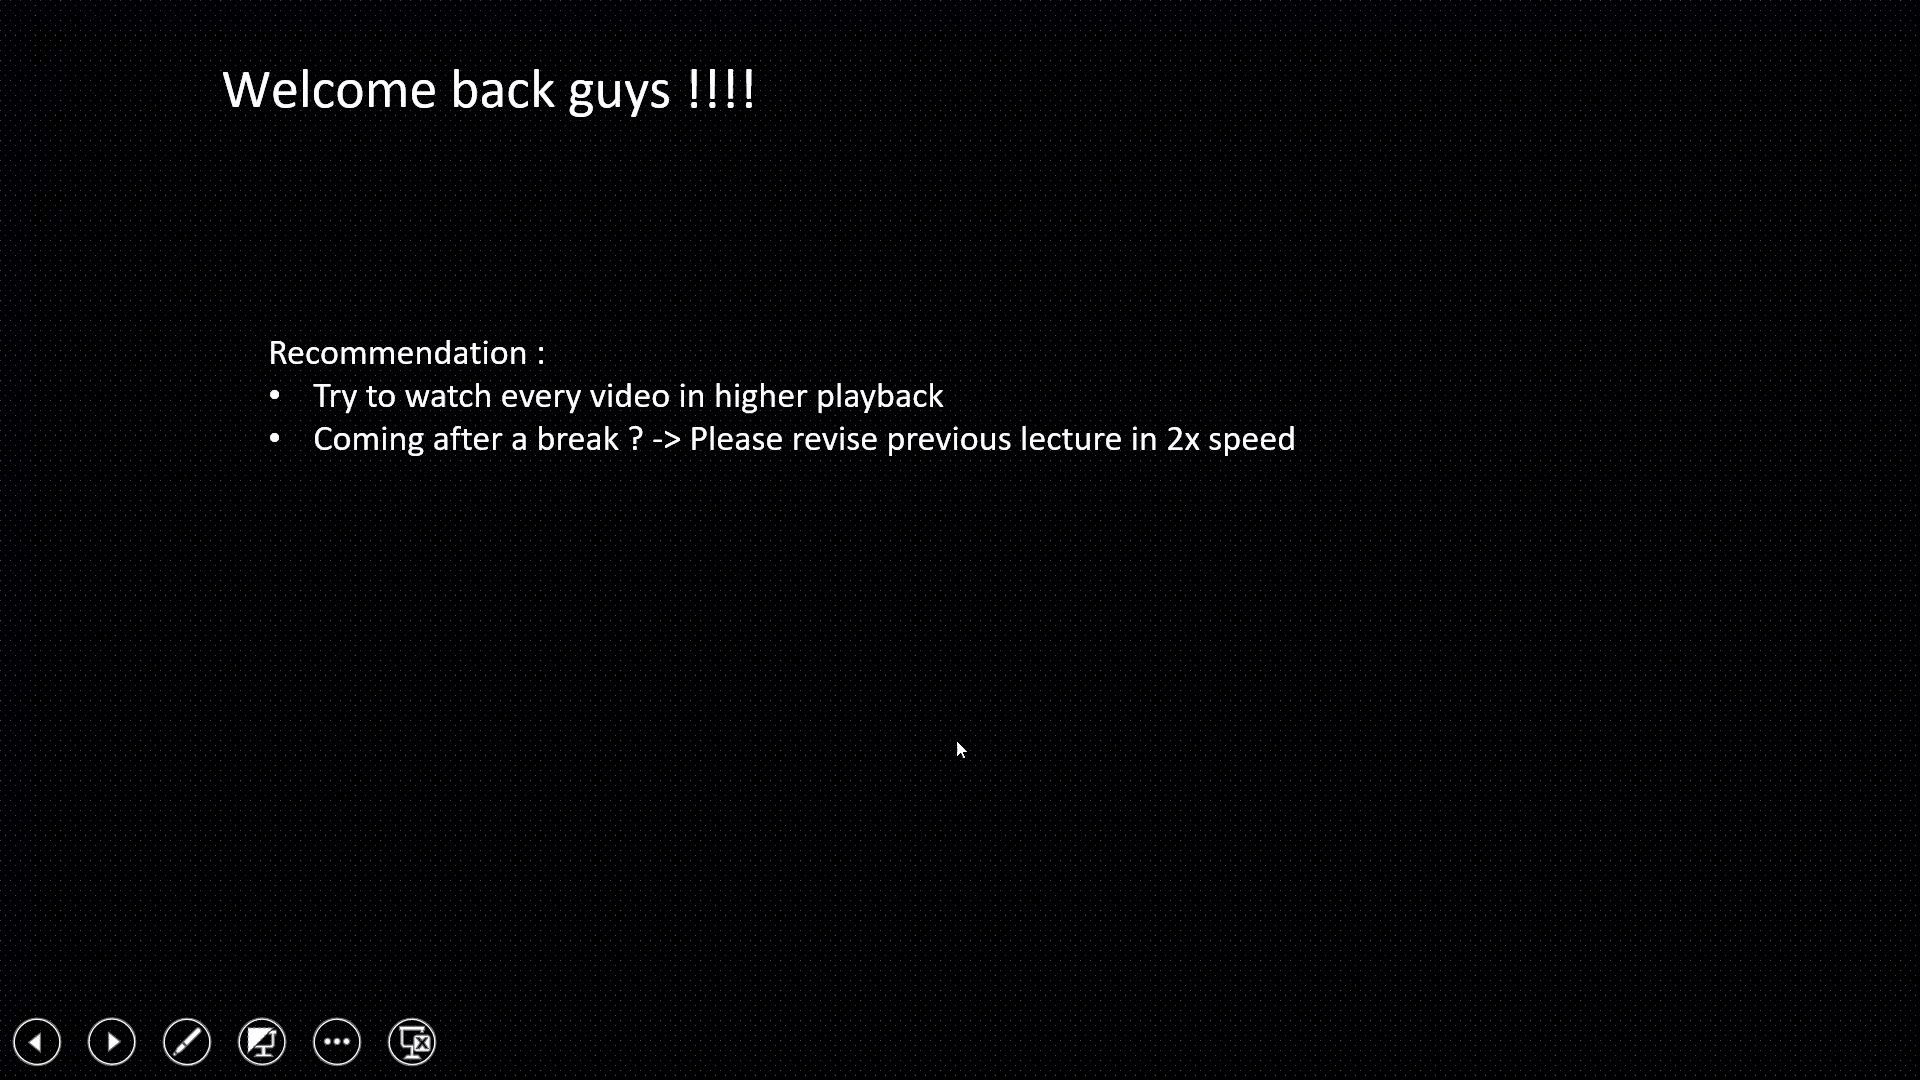 Welcome back guys !!!!
Recommendation :
• Try to watch every video in higher playback
• Coming after a break ? -> Please revise previous lecture in 2x speed